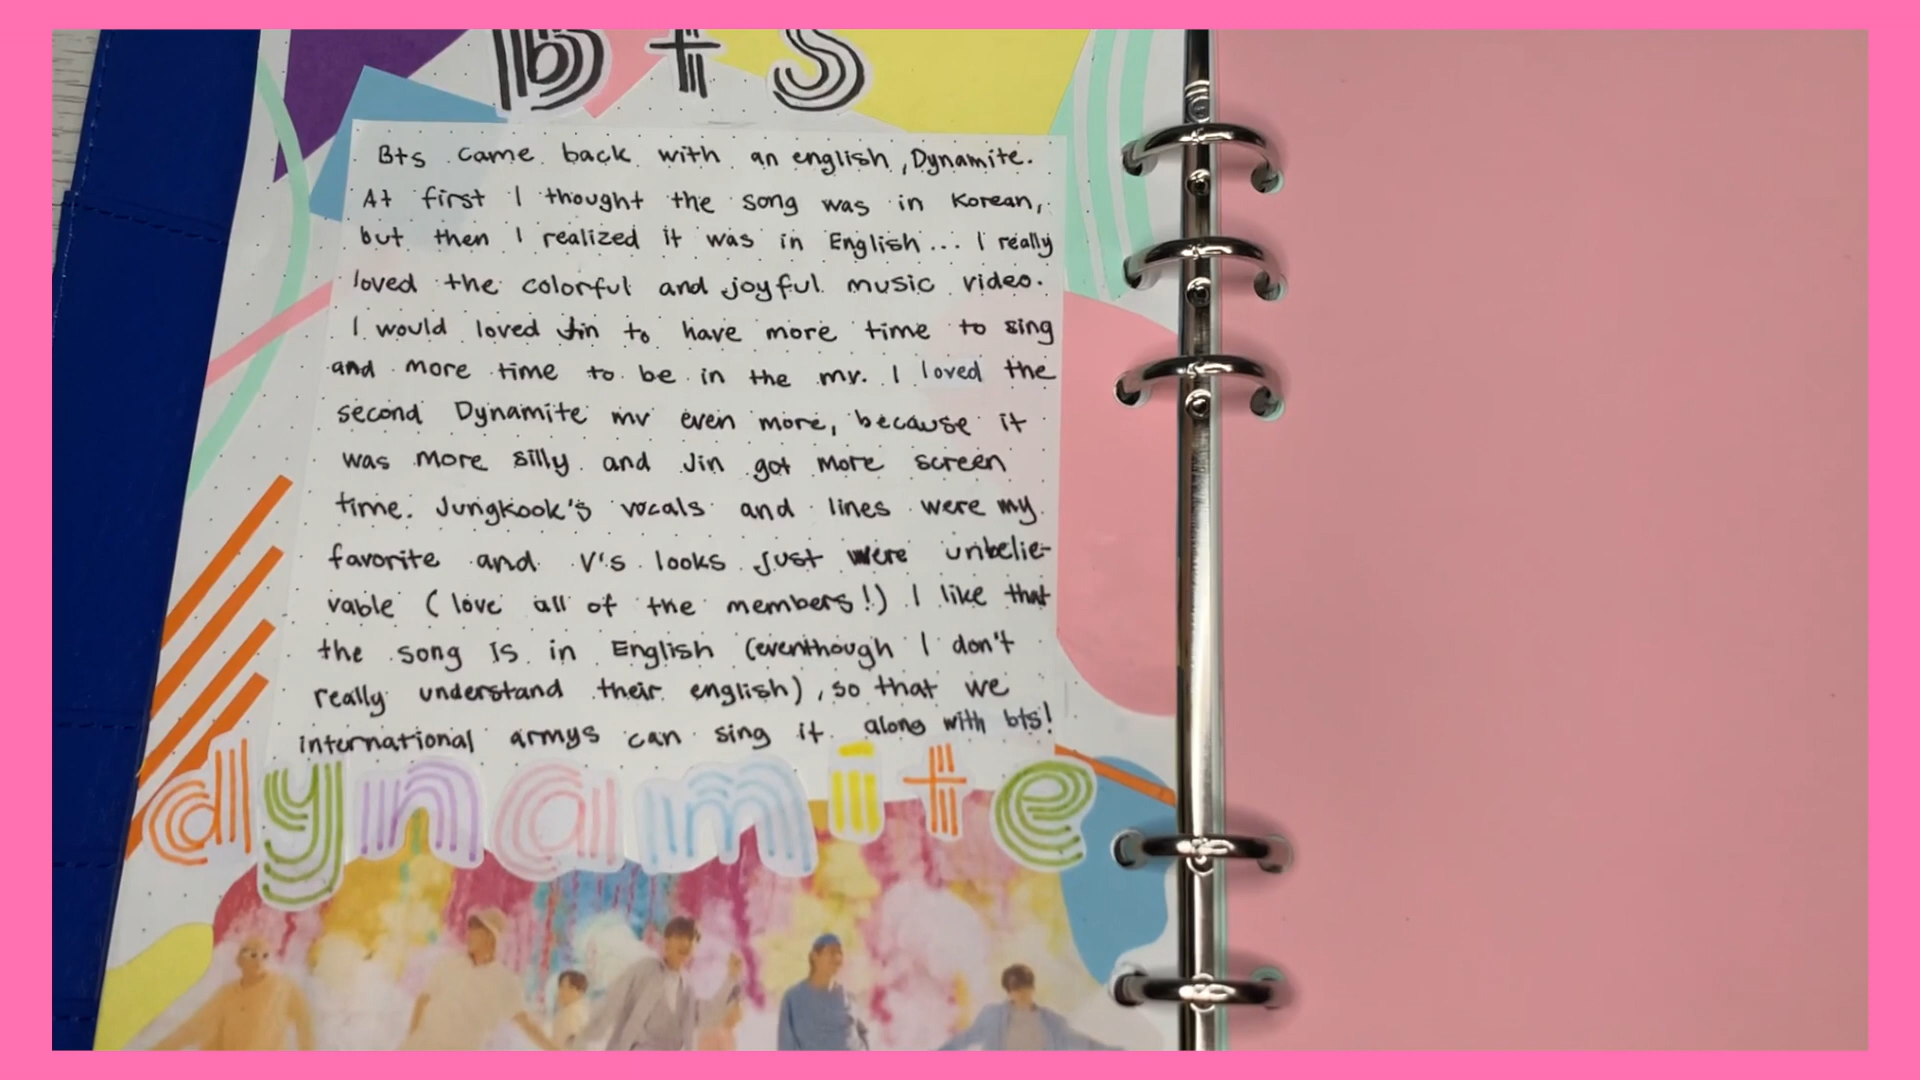 Bts
Bts came back with an english, Dynamite.
At first I thought the song was in Korean,
but then I realized it was in English... I really
loved the colorful and joyful music video.
I would loved Jin to have more time to sing
and more time to be in the mv. I loved the
second Dynamite mv even more, because it
was more silly and Jin got more screen
time. Jungkook's vocals and lines were my
favorite and V's looks just were unbelie-
vable (love all of the members!) I like that
the song is in English (eventhough I don't
really understand their english), so that we
international armys can sing it along with bts!
dynamite